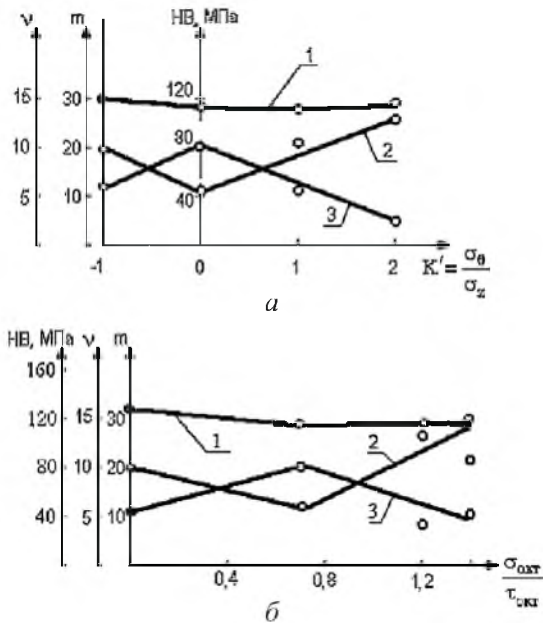 ν m НВ, МПа
1
15 30 120
10 20 80
2
5 10 40
3
-1 0 1 2 K' = σθ/σz
а
НВ, МПа ν m
160
120 15 30
1 2
80 10 20
3
40 5 10
0,4 0,8 1,2 σокт/τокт
б